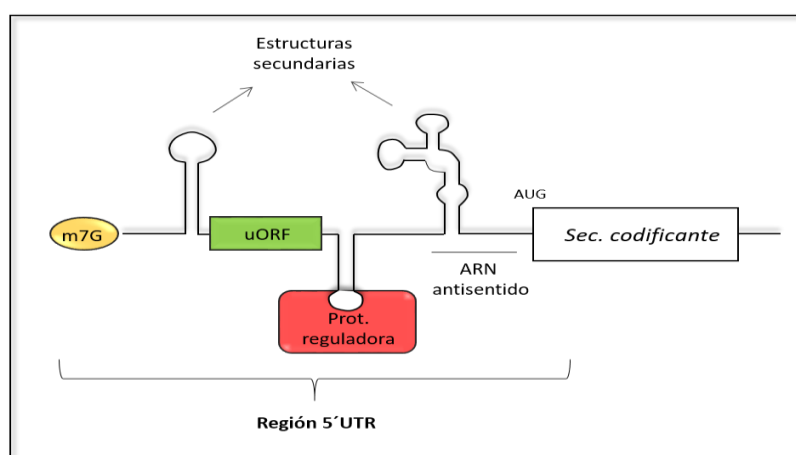 Estructuras
secundarias
AUG
m7G
uORF
Sec. codificante
ARN
antisentido
Prot.
reguladora
Región 5´UTR